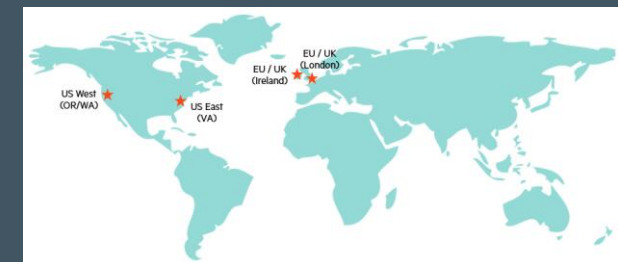 EU / UK
(London)
EU / UK
(Ireland)
US West
(OR/WA)
US East
(VA)